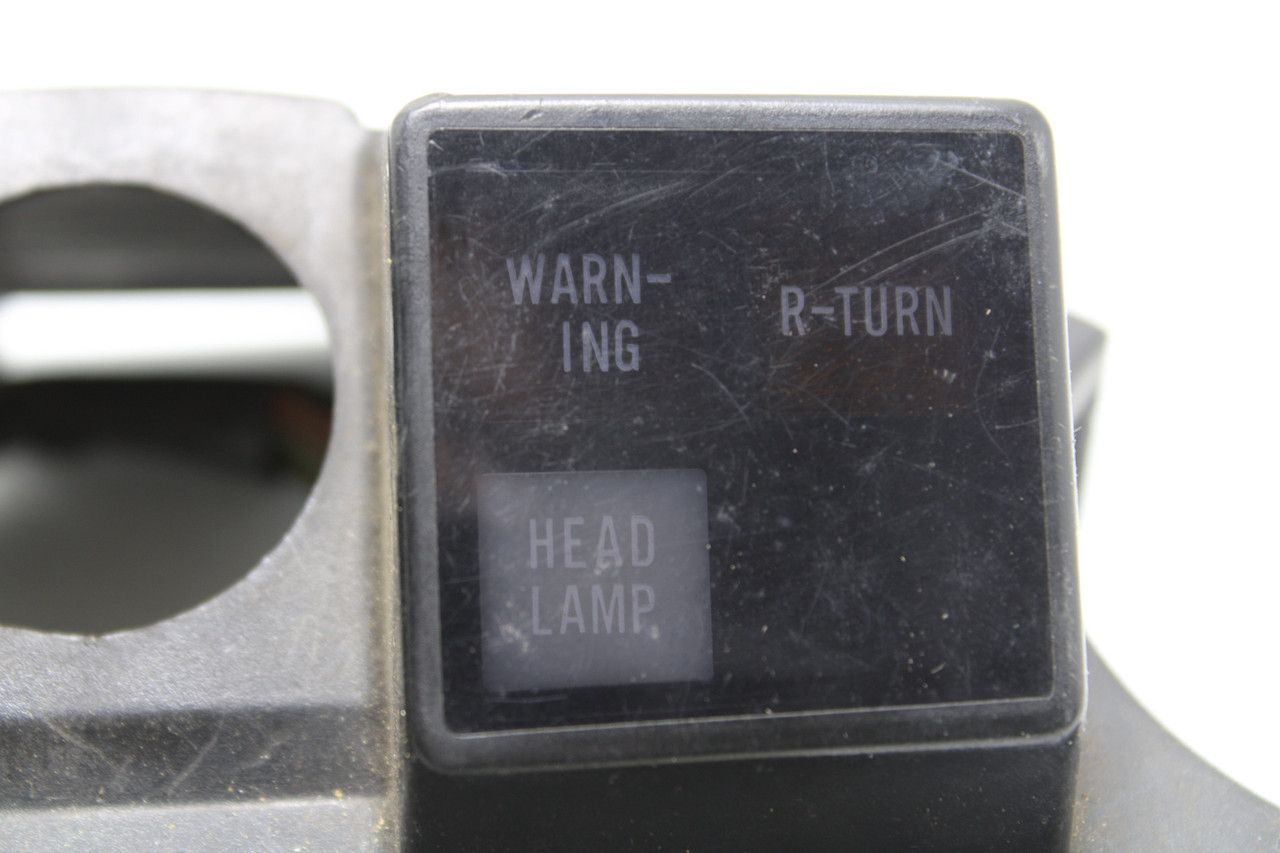 WARN-
ING
R-TURN
HEAD
LAMP